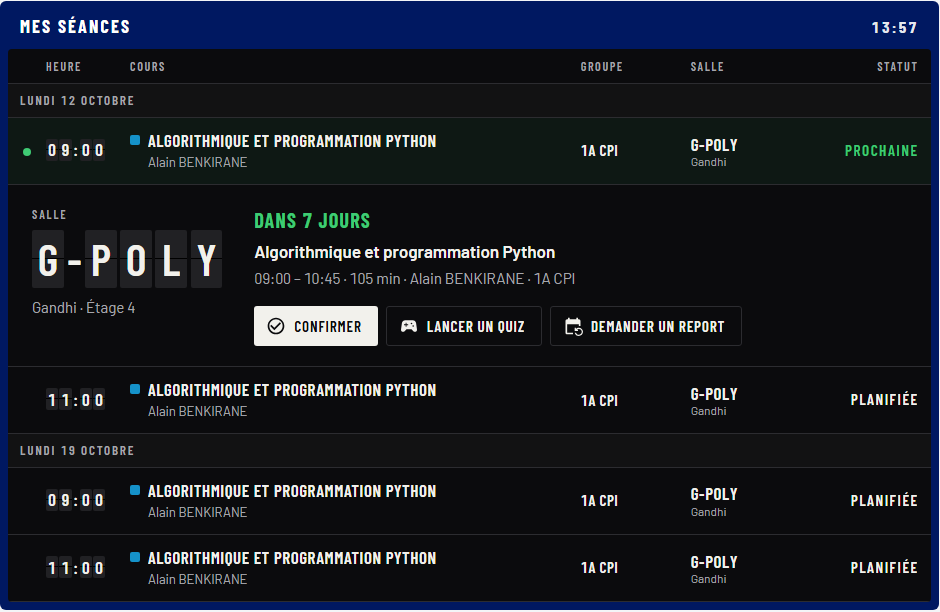 MES SÉANCES 13:57
HEURE COURS GROUPE SALLE STATUT
LUNDI 12 OCTOBRE
09:00 ALGORITHMIQUE ET PROGRAMMATION PYTHON 1A CPI G-POLY PROCHAINE
Alain BENKIRANE Gandhi
SALLE
G-POLY
Gandhi · Étage 4
DANS 7 JOURS
Algorithmique et programmation Python
09:00 – 10:45 · 105 min · Alain BENKIRANE · 1A CPI
CONFIRMER LANCER UN QUIZ DEMANDER UN REPORT
11:00 ALGORITHMIQUE ET PROGRAMMATION PYTHON 1A CPI G-POLY PLANIFIÉE
Alain BENKIRANE Gandhi
LUNDI 19 OCTOBRE
09:00 ALGORITHMIQUE ET PROGRAMMATION PYTHON 1A CPI G-POLY PLANIFIÉE
Alain BENKIRANE Gandhi
11:00 ALGORITHMIQUE ET PROGRAMMATION PYTHON 1A CPI G-POLY PLANIFIÉE
Alain BENKIRANE Gandhi